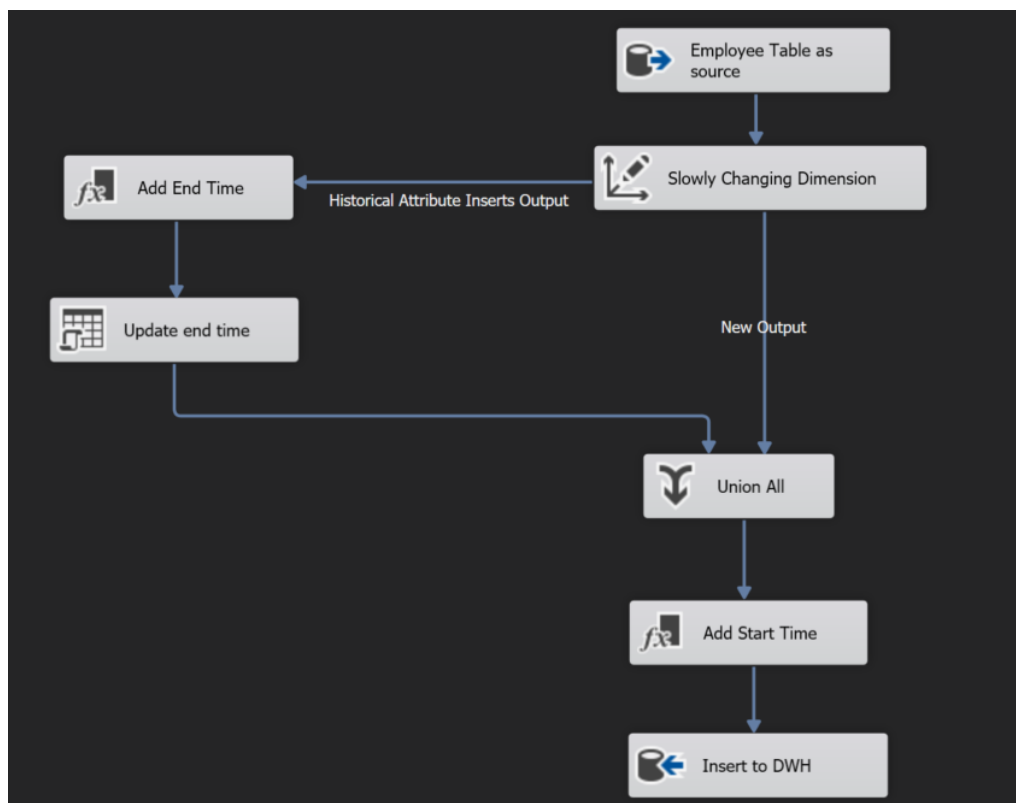 Employee Table as
source
Slowly Changing Dimension
Add End Time
Historical Attribute Inserts Output
Update end time
New Output
Union All
Add Start Time
Insert to DWH